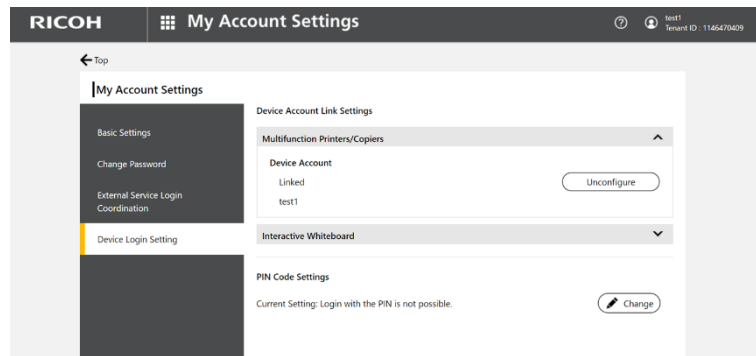 RICOH
My Account Settings
test1
Tenant ID : 1146470409
Top
My Account Settings
Basic Settings
Change Password
External Service Login
Coordination
Device Login Setting
Device Account Link Settings
Multifunction Printers/Copiers
Device Account
Linked
Unconfigure
test1
Interactive Whiteboard
PIN Code Settings
Current Setting: Login with the PIN is not possible.
Change